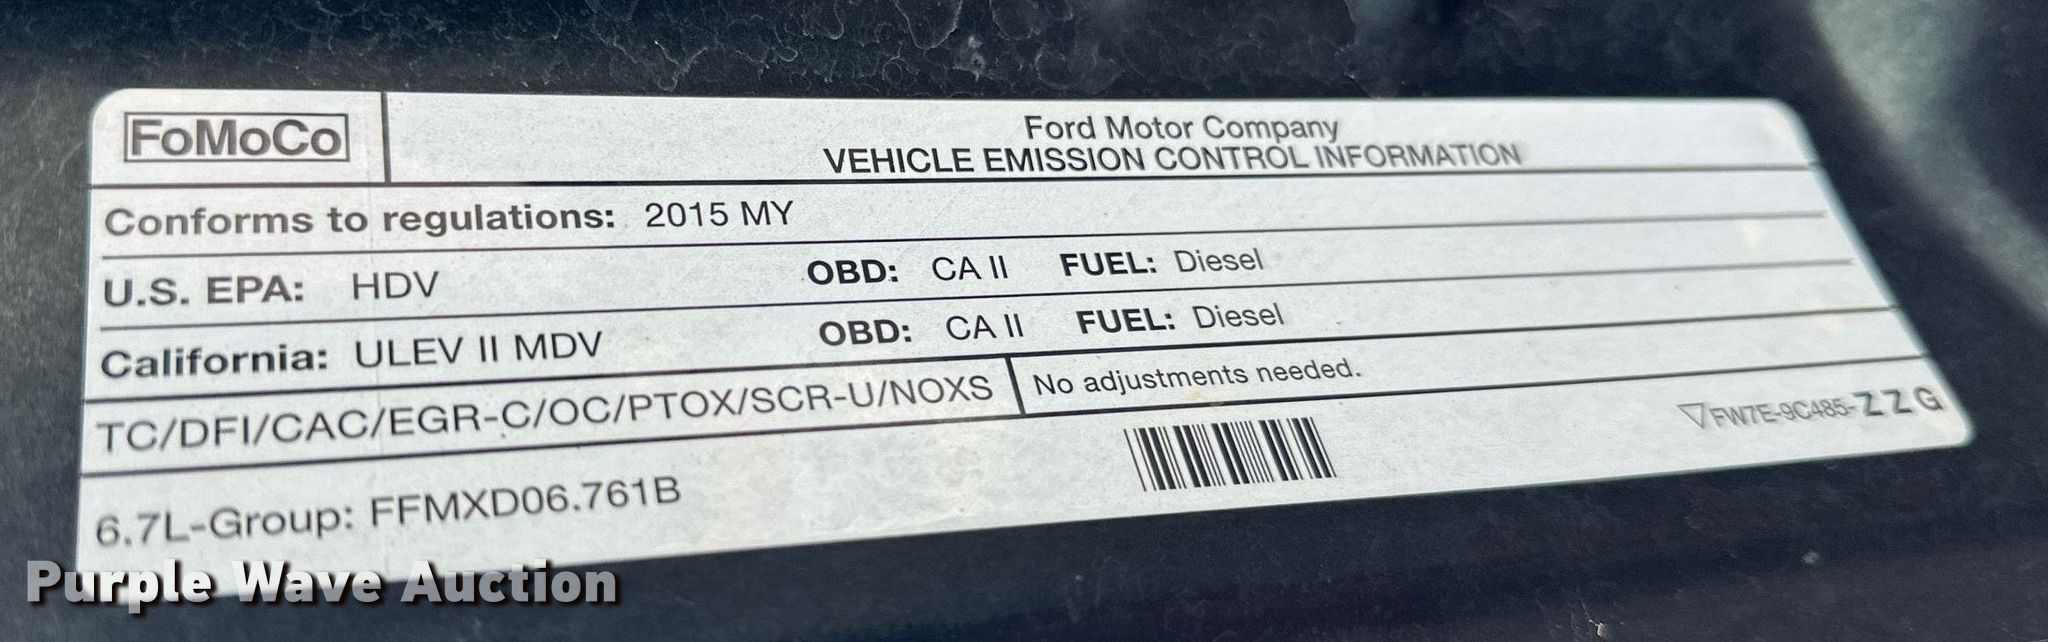 FoMoCo
Ford Motor Company
VEHICLE EMISSION CONTROL INFORMATION
Conforms to regulations: 2015 MY
U.S. EPA: HDV OBD: CA II FUEL: Diesel
California: ULEV II MDV OBD: CA II FUEL: Diesel
TC/DFI/CAC/EGR-C/OC/PTOX/SCR-U/NOXS No adjustments needed.
6.7L-Group: FFMXD06.761B
FW7E-9C485-ZZG
Purple Wave Auction